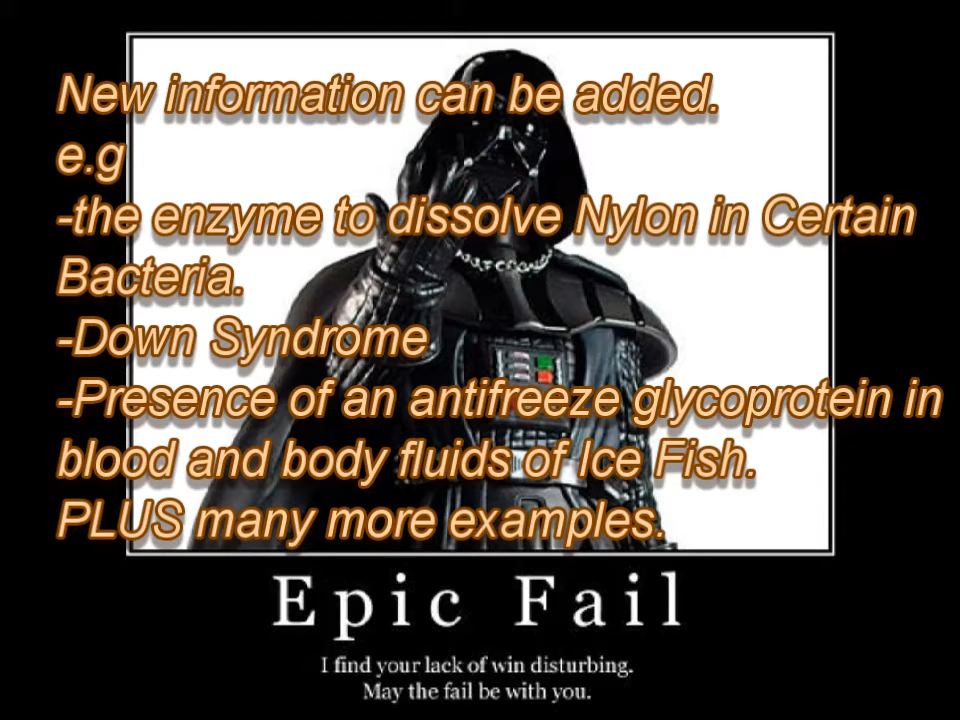 New information can be added.
e.g
-the enzyme to dissolve Nylon in Certain
Bacteria.
-Down Syndrome
-Presence of an antifreeze glycoprotein in
blood and body fluids of Ice Fish.
PLUS many more examples.
Epic Fail
I find your lack of win disturbing.
May the fail be with you.